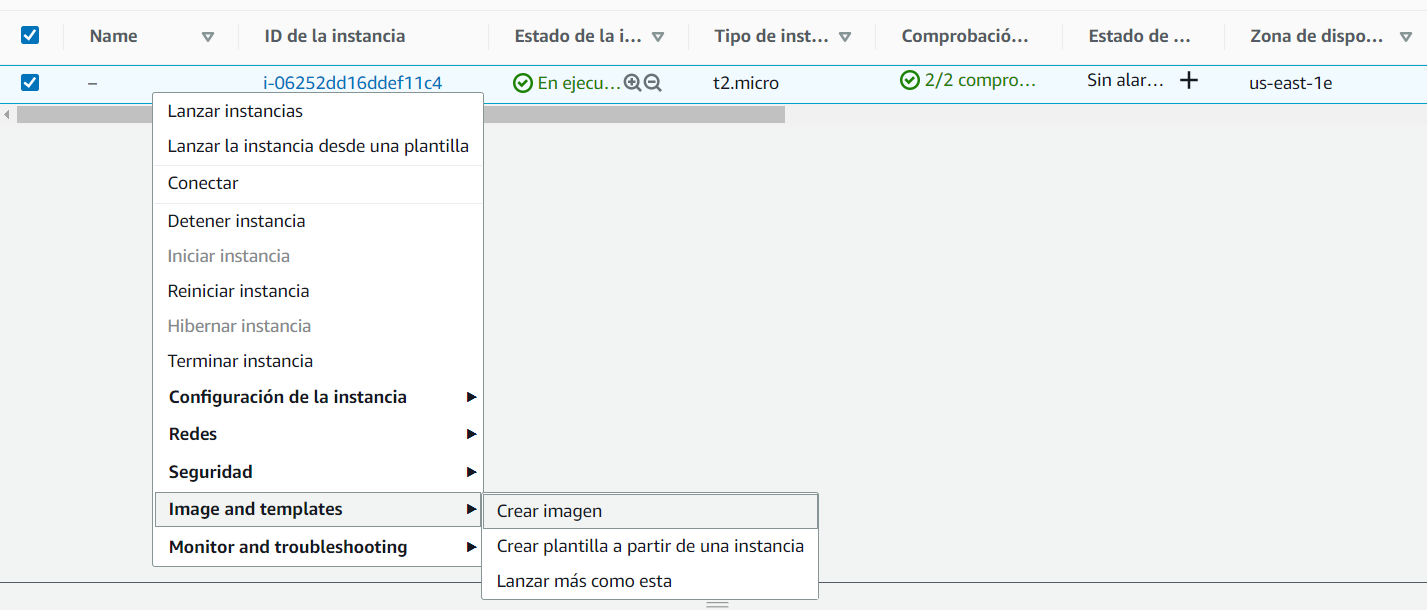 Name ID de la instancia Estado de la i... Tipo de inst... Comprobació... Estado de ... Zona de dispo...
– i-06252dd16ddef11c4 En ejecu... t2.micro 2/2 compro... Sin alar... + us-east-1e
Lanzar instancias
Lanzar la instancia desde una plantilla
Conectar
Detener instancia
Iniciar instancia
Reiniciar instancia
Hibernar instancia
Terminar instancia
Configuración de la instancia
Redes
Seguridad
Image and templates
Monitor and troubleshooting
Crear imagen
Crear plantilla a partir de una instancia
Lanzar más como esta